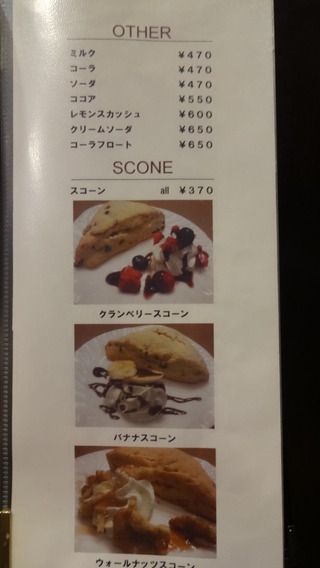 OTHER
ミルク ¥470
コーラ ¥470
ソーダ ¥470
ココア ¥550
レモンスカッシュ ¥600
クリームソーダ ¥650
コーラフロート ¥650
SCONE
スコーン all ¥370
クランベリースコーン
バナナスコーン
ウォールナッツスコーン